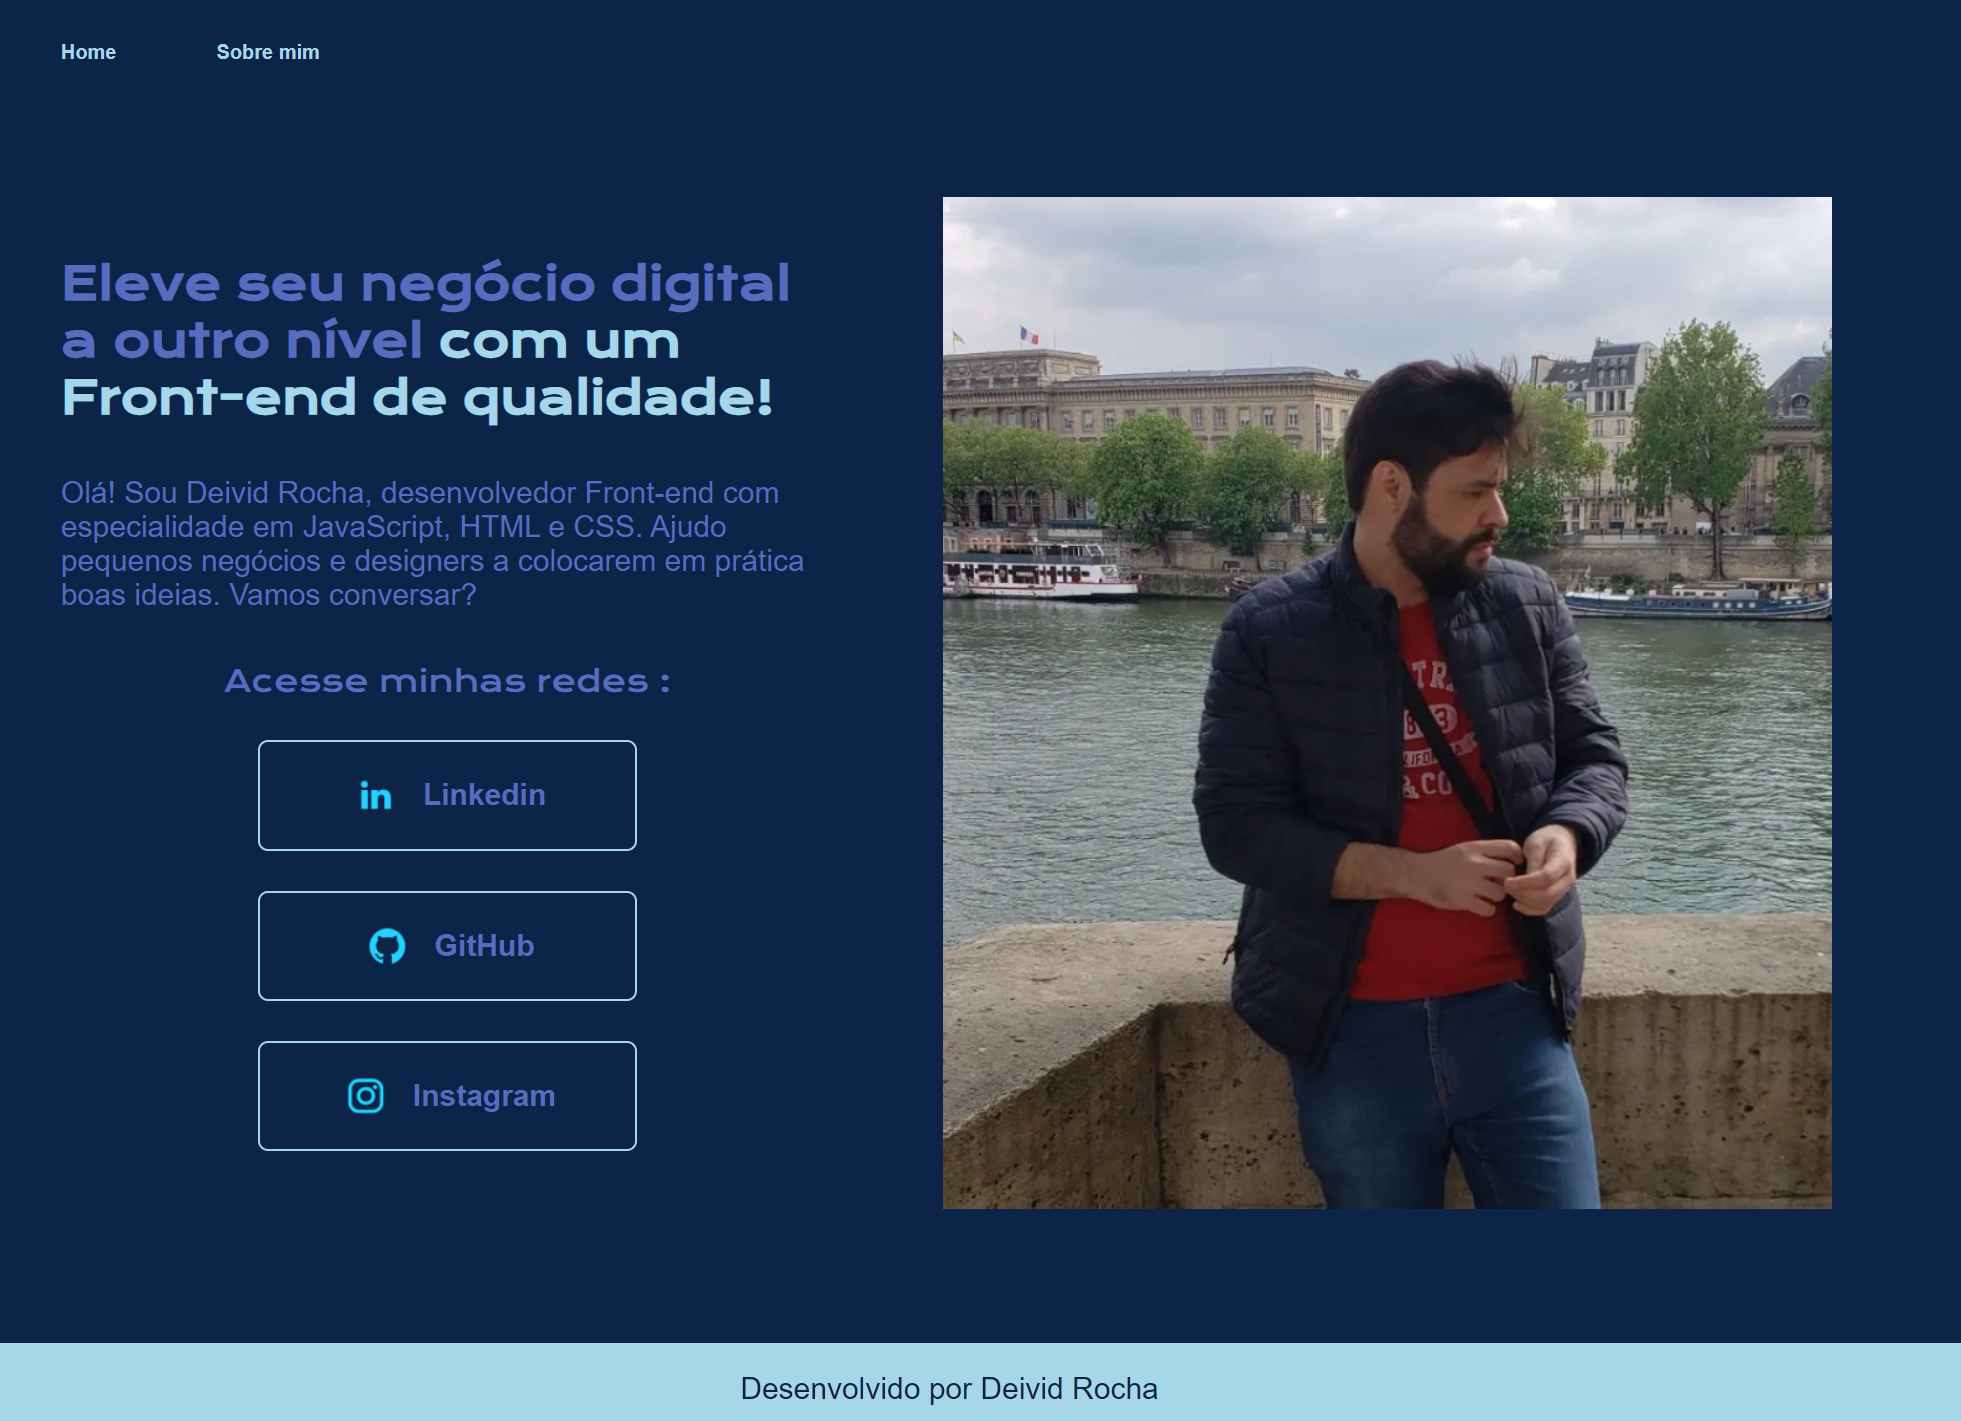 Home
Sobre mim
Eleve seu negócio digital
a outro nível com um
Front-end de qualidade!
Olá! Sou Deivid Rocha, desenvolvedor Front-end com
especialidade em JavaScript, HTML e CSS. Ajudo
pequenos negócios e designers a colocarem em prática
boas ideias. Vamos conversar?
Acesse minhas redes :
in Linkedin
GitHub
Instagram
&CO
Desenvolvido por Deivid Rocha